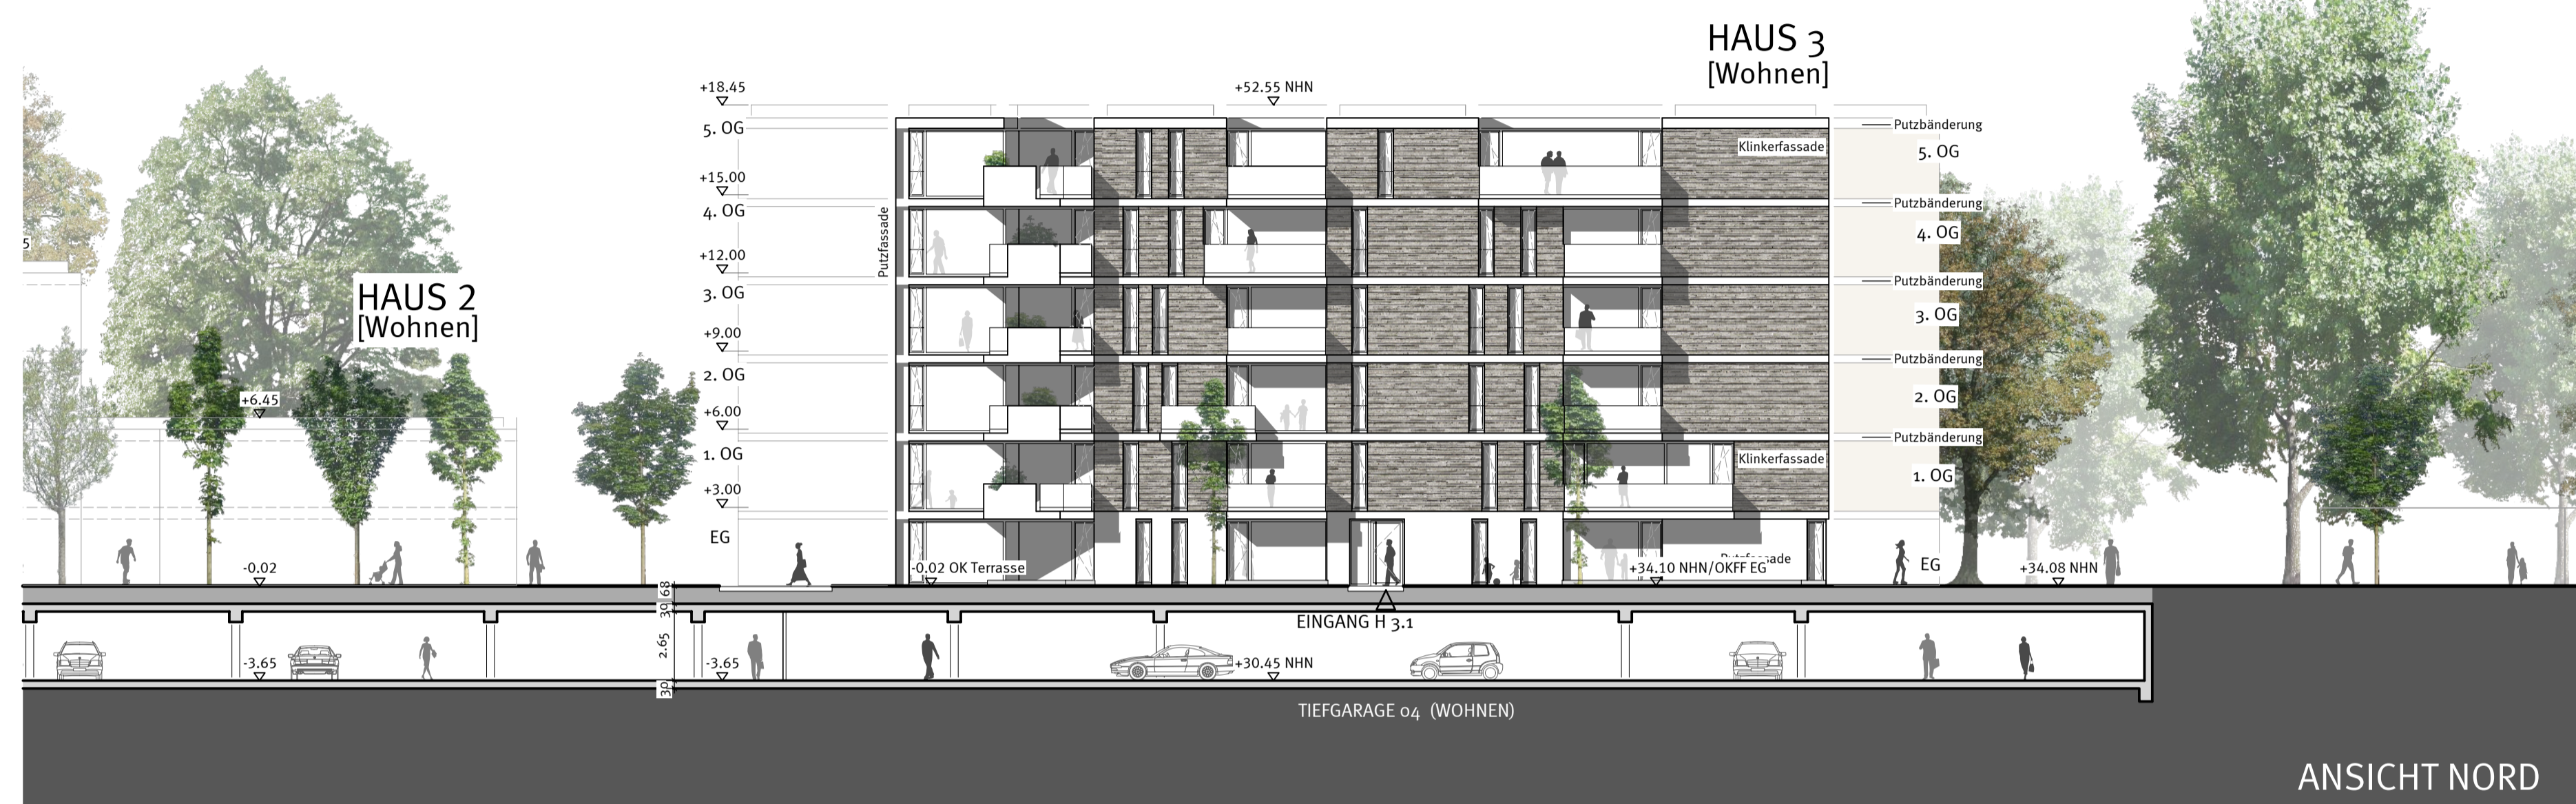 HAUS 3
[Wohnen]
+18.45
+52.55 NHN
5. OG
Putzbänderung
Klinkerfassade
5. OG
+15.00
4. OG
Putzbänderung
Putzfassade
4. OG
5
+12.00
HAUS 2
[Wohnen]
3. OG
Putzbänderung
3. OG
+9.00
2. OG
Putzbänderung
2. OG
+6.45
+6.00
1. OG
Putzbänderung
Klinkerfassade
1. OG
+3.00
EG
-0.02
-0.02 OK Terrasse
+34.10 NHN/OKFF EG
EG
+34.08 NHN
68
30
EINGANG H 3.1
2.65
-3.65
-3.65
+30.45 NHN
30
TIEFGARAGE 04 (WOHNEN)
ANSICHT NORD